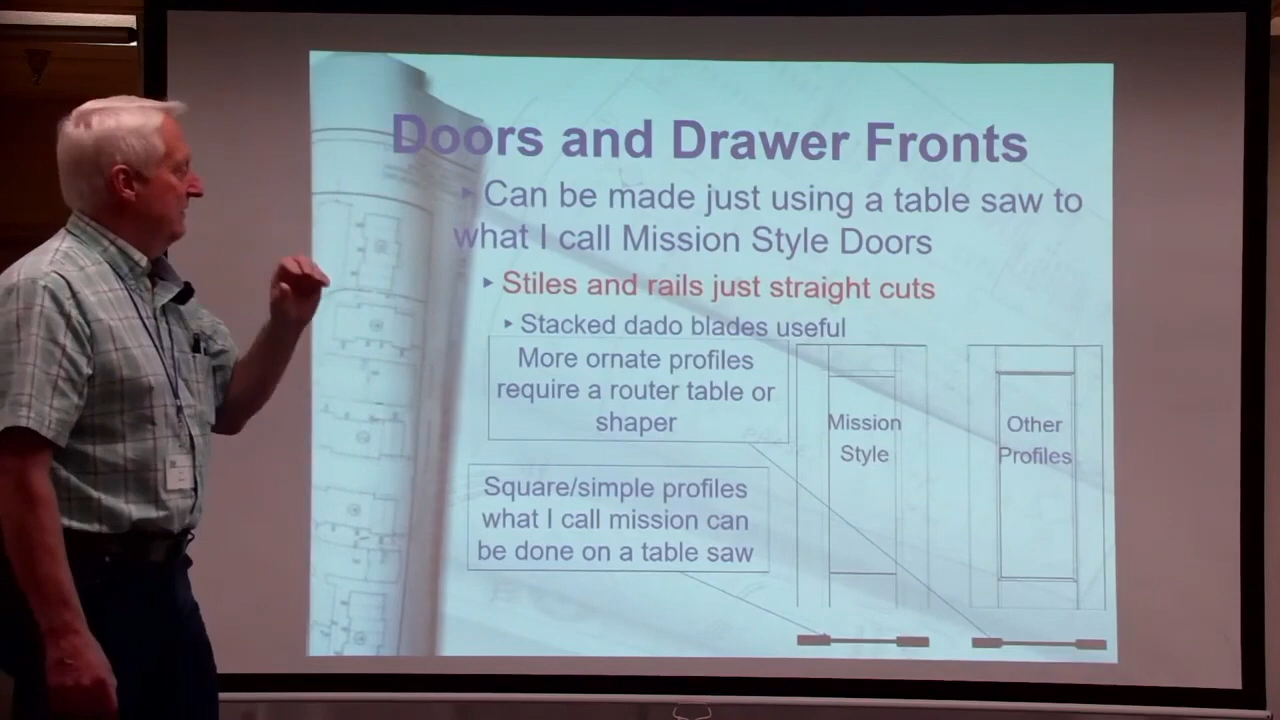 Doors and Drawer Fronts
Can be made just using a table saw to
what I call Mission Style Doors
Stiles and rails just straight cuts
Stacked dado blades useful
More ornate profiles
require a router table or
shaper
Square/simple profiles
what I call mission can
be done on a table saw
Mission
Style
Other
Profiles